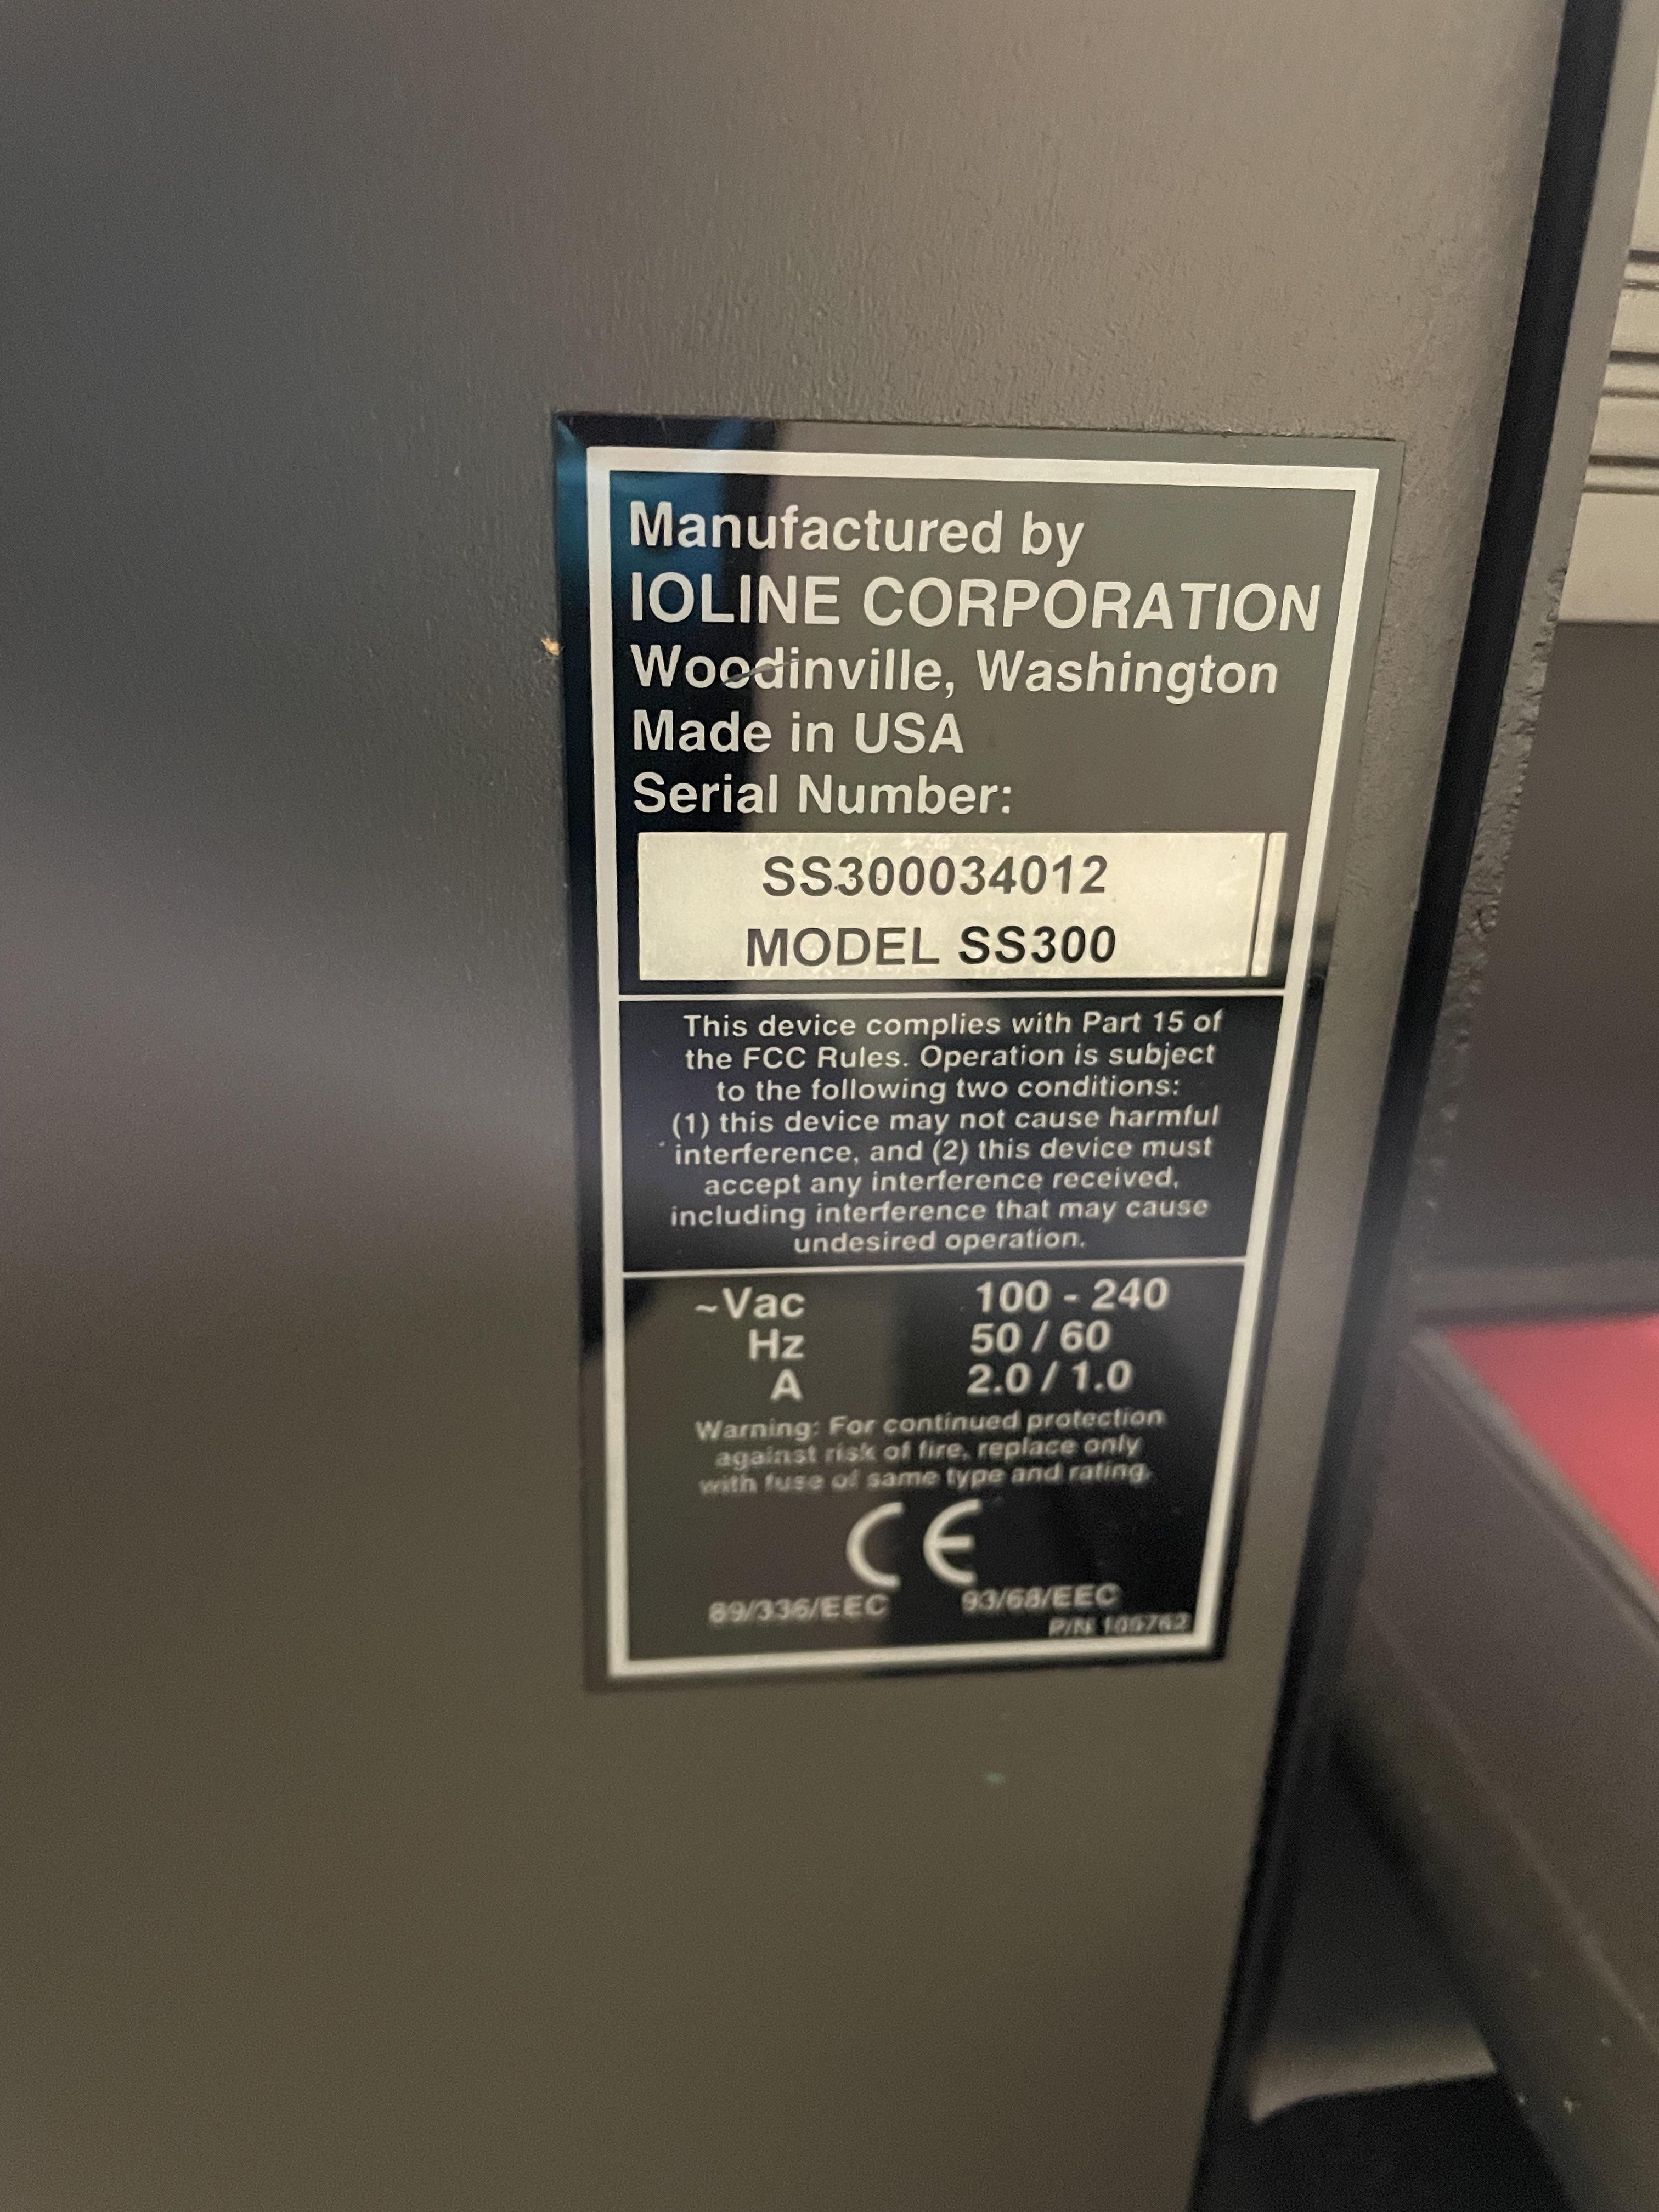 Manufactured by
IOLINE CORPORATION
Woodinville, Washington
Made in USA
Serial Number:
SS300034012
MODEL SS300
This device complies with Part 15 of
the FCC Rules. Operation is subject
to the following two conditions:
(1) this device may not cause harmful
interference, and (2) this device must
accept any interference received,
including interference that may cause
undesired operation.
~Vac 100 - 240
Hz 50 / 60
A 2.0 / 1.0
Warning: For continued protection
against risk of fire, replace only
with fuse of same type and rating.
CE
89/336/EEC 93/68/EEC
P/N